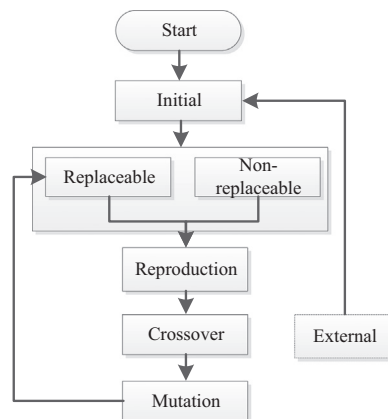 Start
Initial
Replaceable
Non-
replaceable
Reproduction
Crossover
External
Mutation